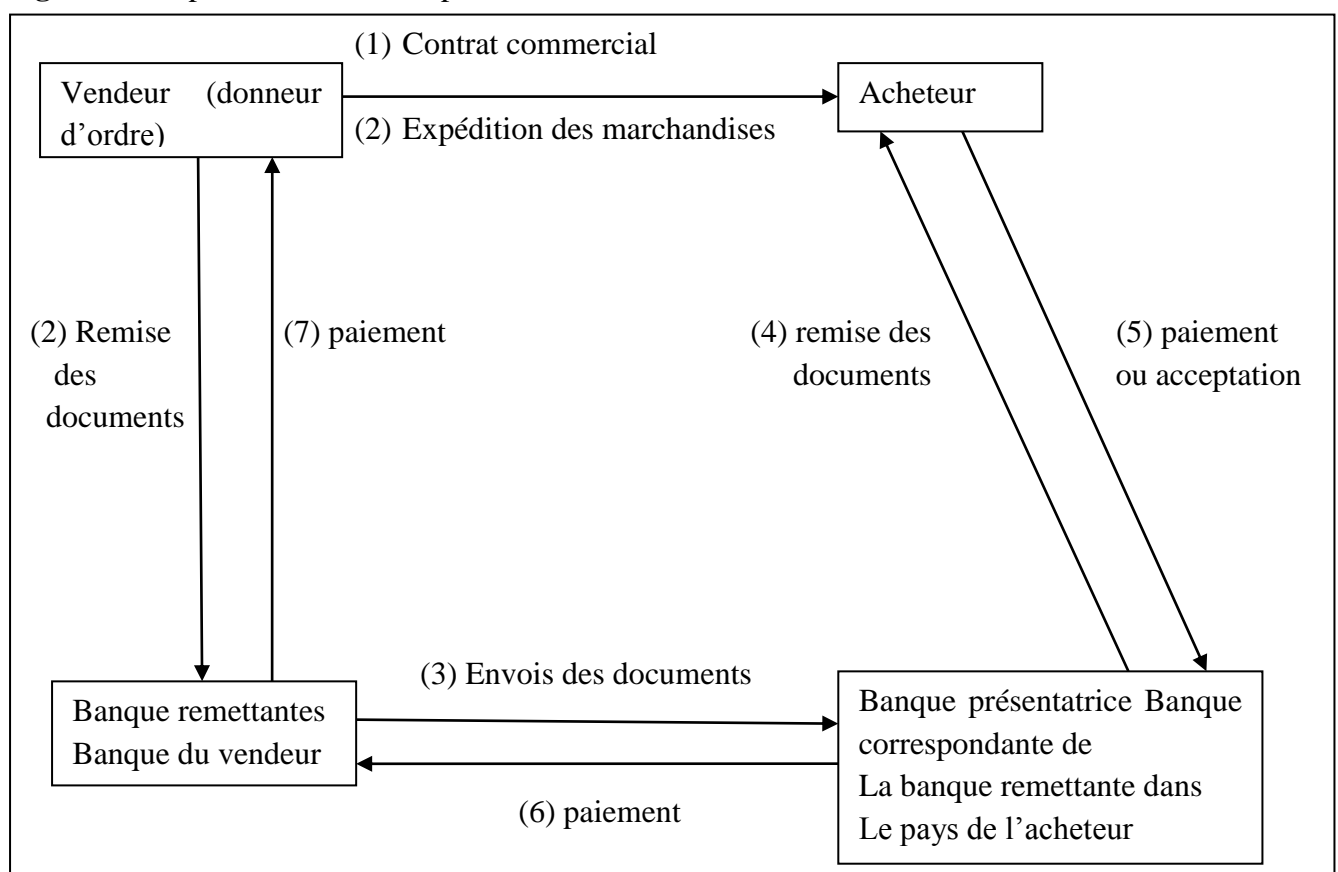 (1) Contrat commercial
Vendeur (donneur
d’ordre)
Acheteur
(2) Expédition des marchandises
(2) Remise
des
documents
(7) paiement
(4) remise des
documents
(5) paiement
ou acceptation
(3) Envois des documents
Banque remettantes
Banque du vendeur
Banque présentatrice Banque
correspondante de
La banque remettante dans
Le pays de l’acheteur
(6) paiement